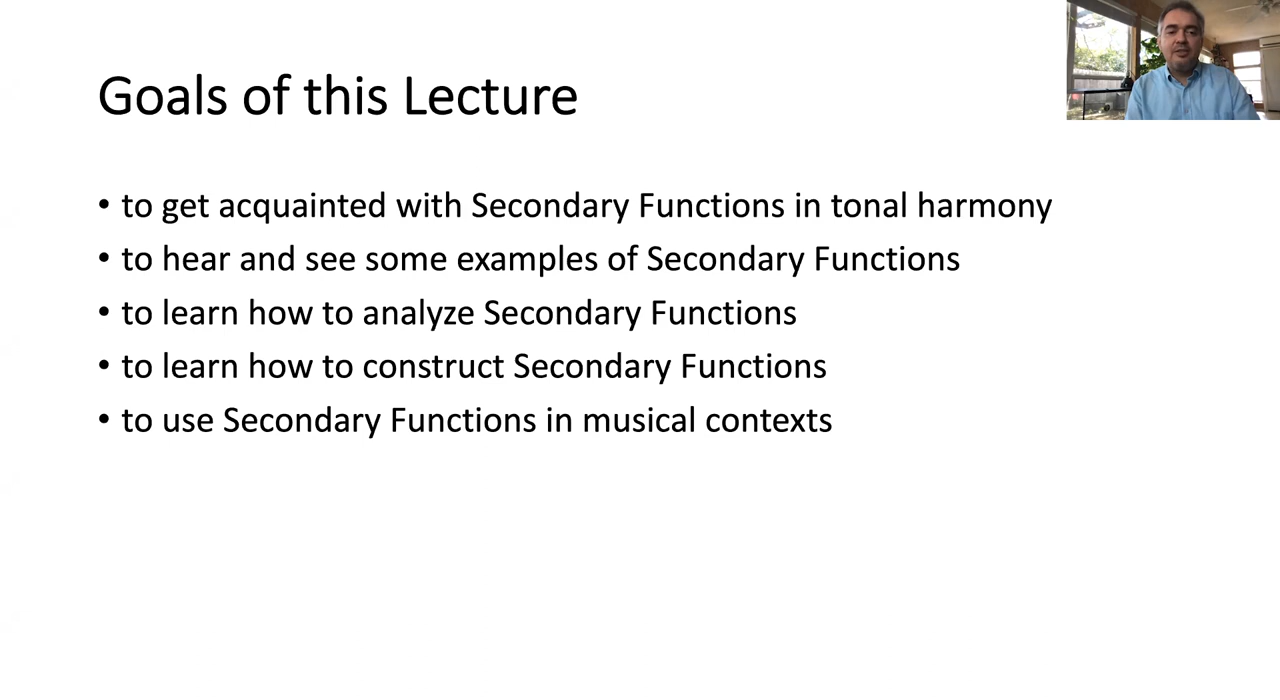 Goals of this Lecture
• to get acquainted with Secondary Functions in tonal harmony
• to hear and see some examples of Secondary Functions
• to learn how to analyze Secondary Functions
• to learn how to construct Secondary Functions
• to use Secondary Functions in musical contexts